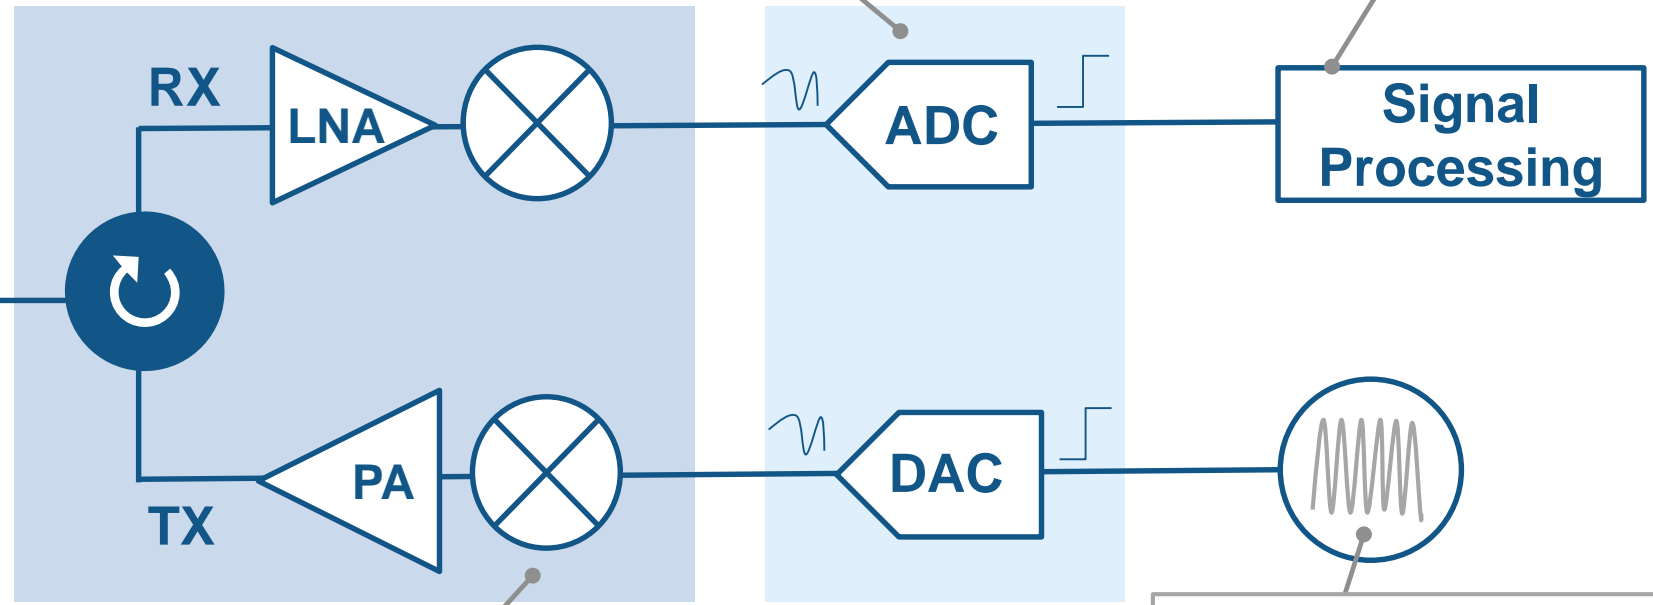 RX
LNA
ADC
Signal
Processing
PA
DAC
TX